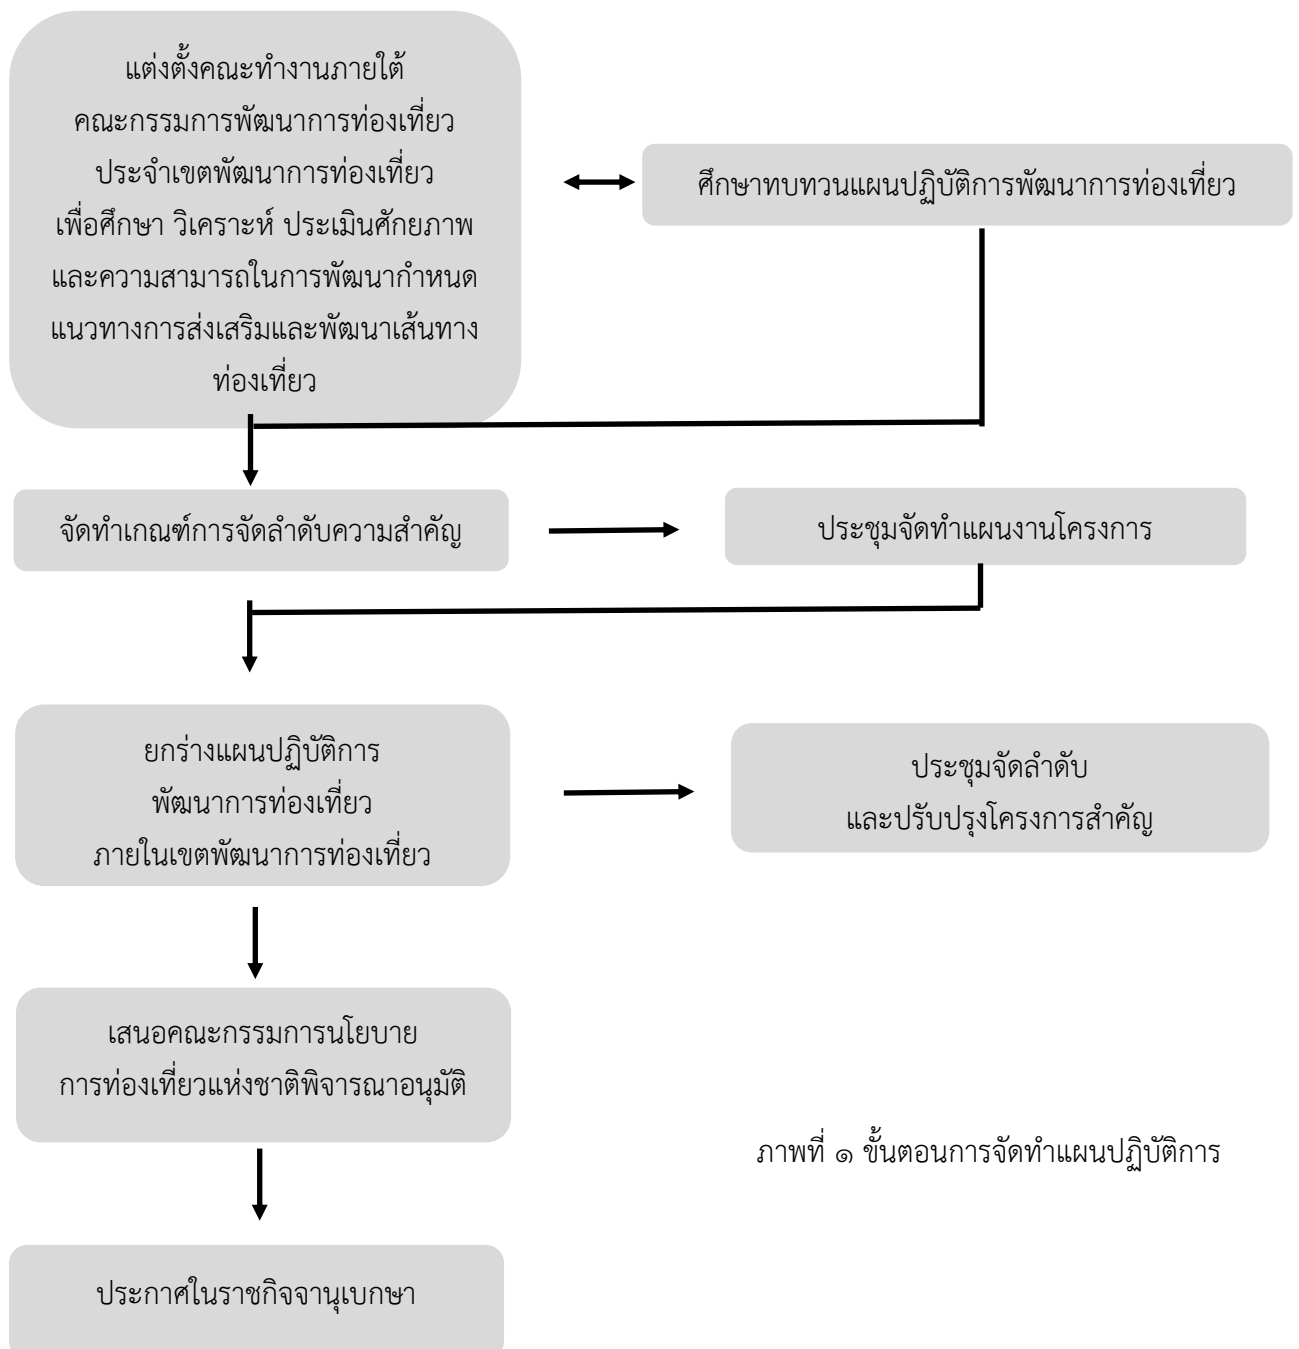 แต่งตั้งคณะทำงานภายใต้
คณะกรรมการพัฒนาการท่องเที่ยว
ประจำเขตพัฒนาการท่องเที่ยว
เพื่อศึกษา วิเคราะห์ ประเมินศักยภาพ
และความสามารถในการพัฒนากำหนด
แนวทางการส่งเสริมและพัฒนาเส้นทาง
ท่องเที่ยว
ศึกษาทบทวนแผนปฏิบัติการพัฒนาการท่องเที่ยว
จัดทำเกณฑ์การจัดลำดับความสำคัญ
ประชุมจัดทำแผนงานโครงการ
ยกร่างแผนปฏิบัติการ
พัฒนาการท่องเที่ยว
ภายในเขตพัฒนาการท่องเที่ยว
ประชุมจัดลำดับ
และปรับปรุงโครงการสำคัญ
เสนอคณะกรรมการนโยบาย
การท่องเที่ยวแห่งชาติพิจารณาอนุมัติ
ภาพที่ ๑ ขั้นตอนการจัดทำแผนปฏิบัติการ
ประกาศในราชกิจจานุเบกษา